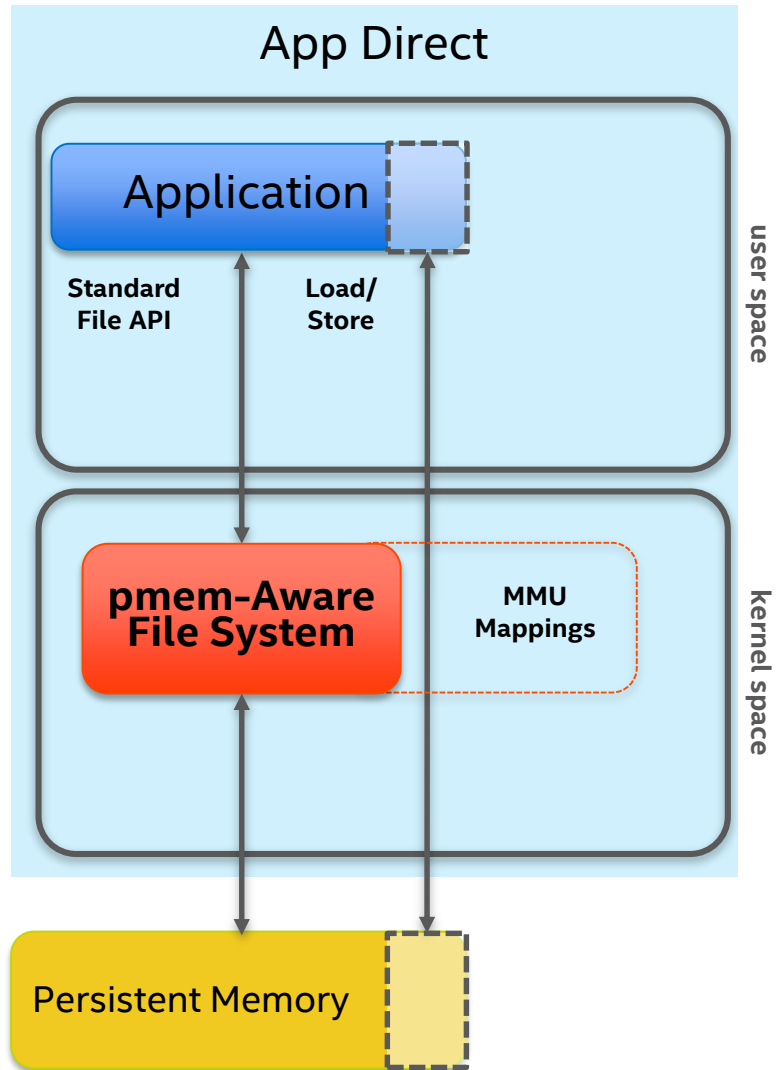 App Direct
Application
Standard
File API
Load/
Store
user space
pmem-Aware
File System
MMU
Mappings
kernel space
Persistent Memory